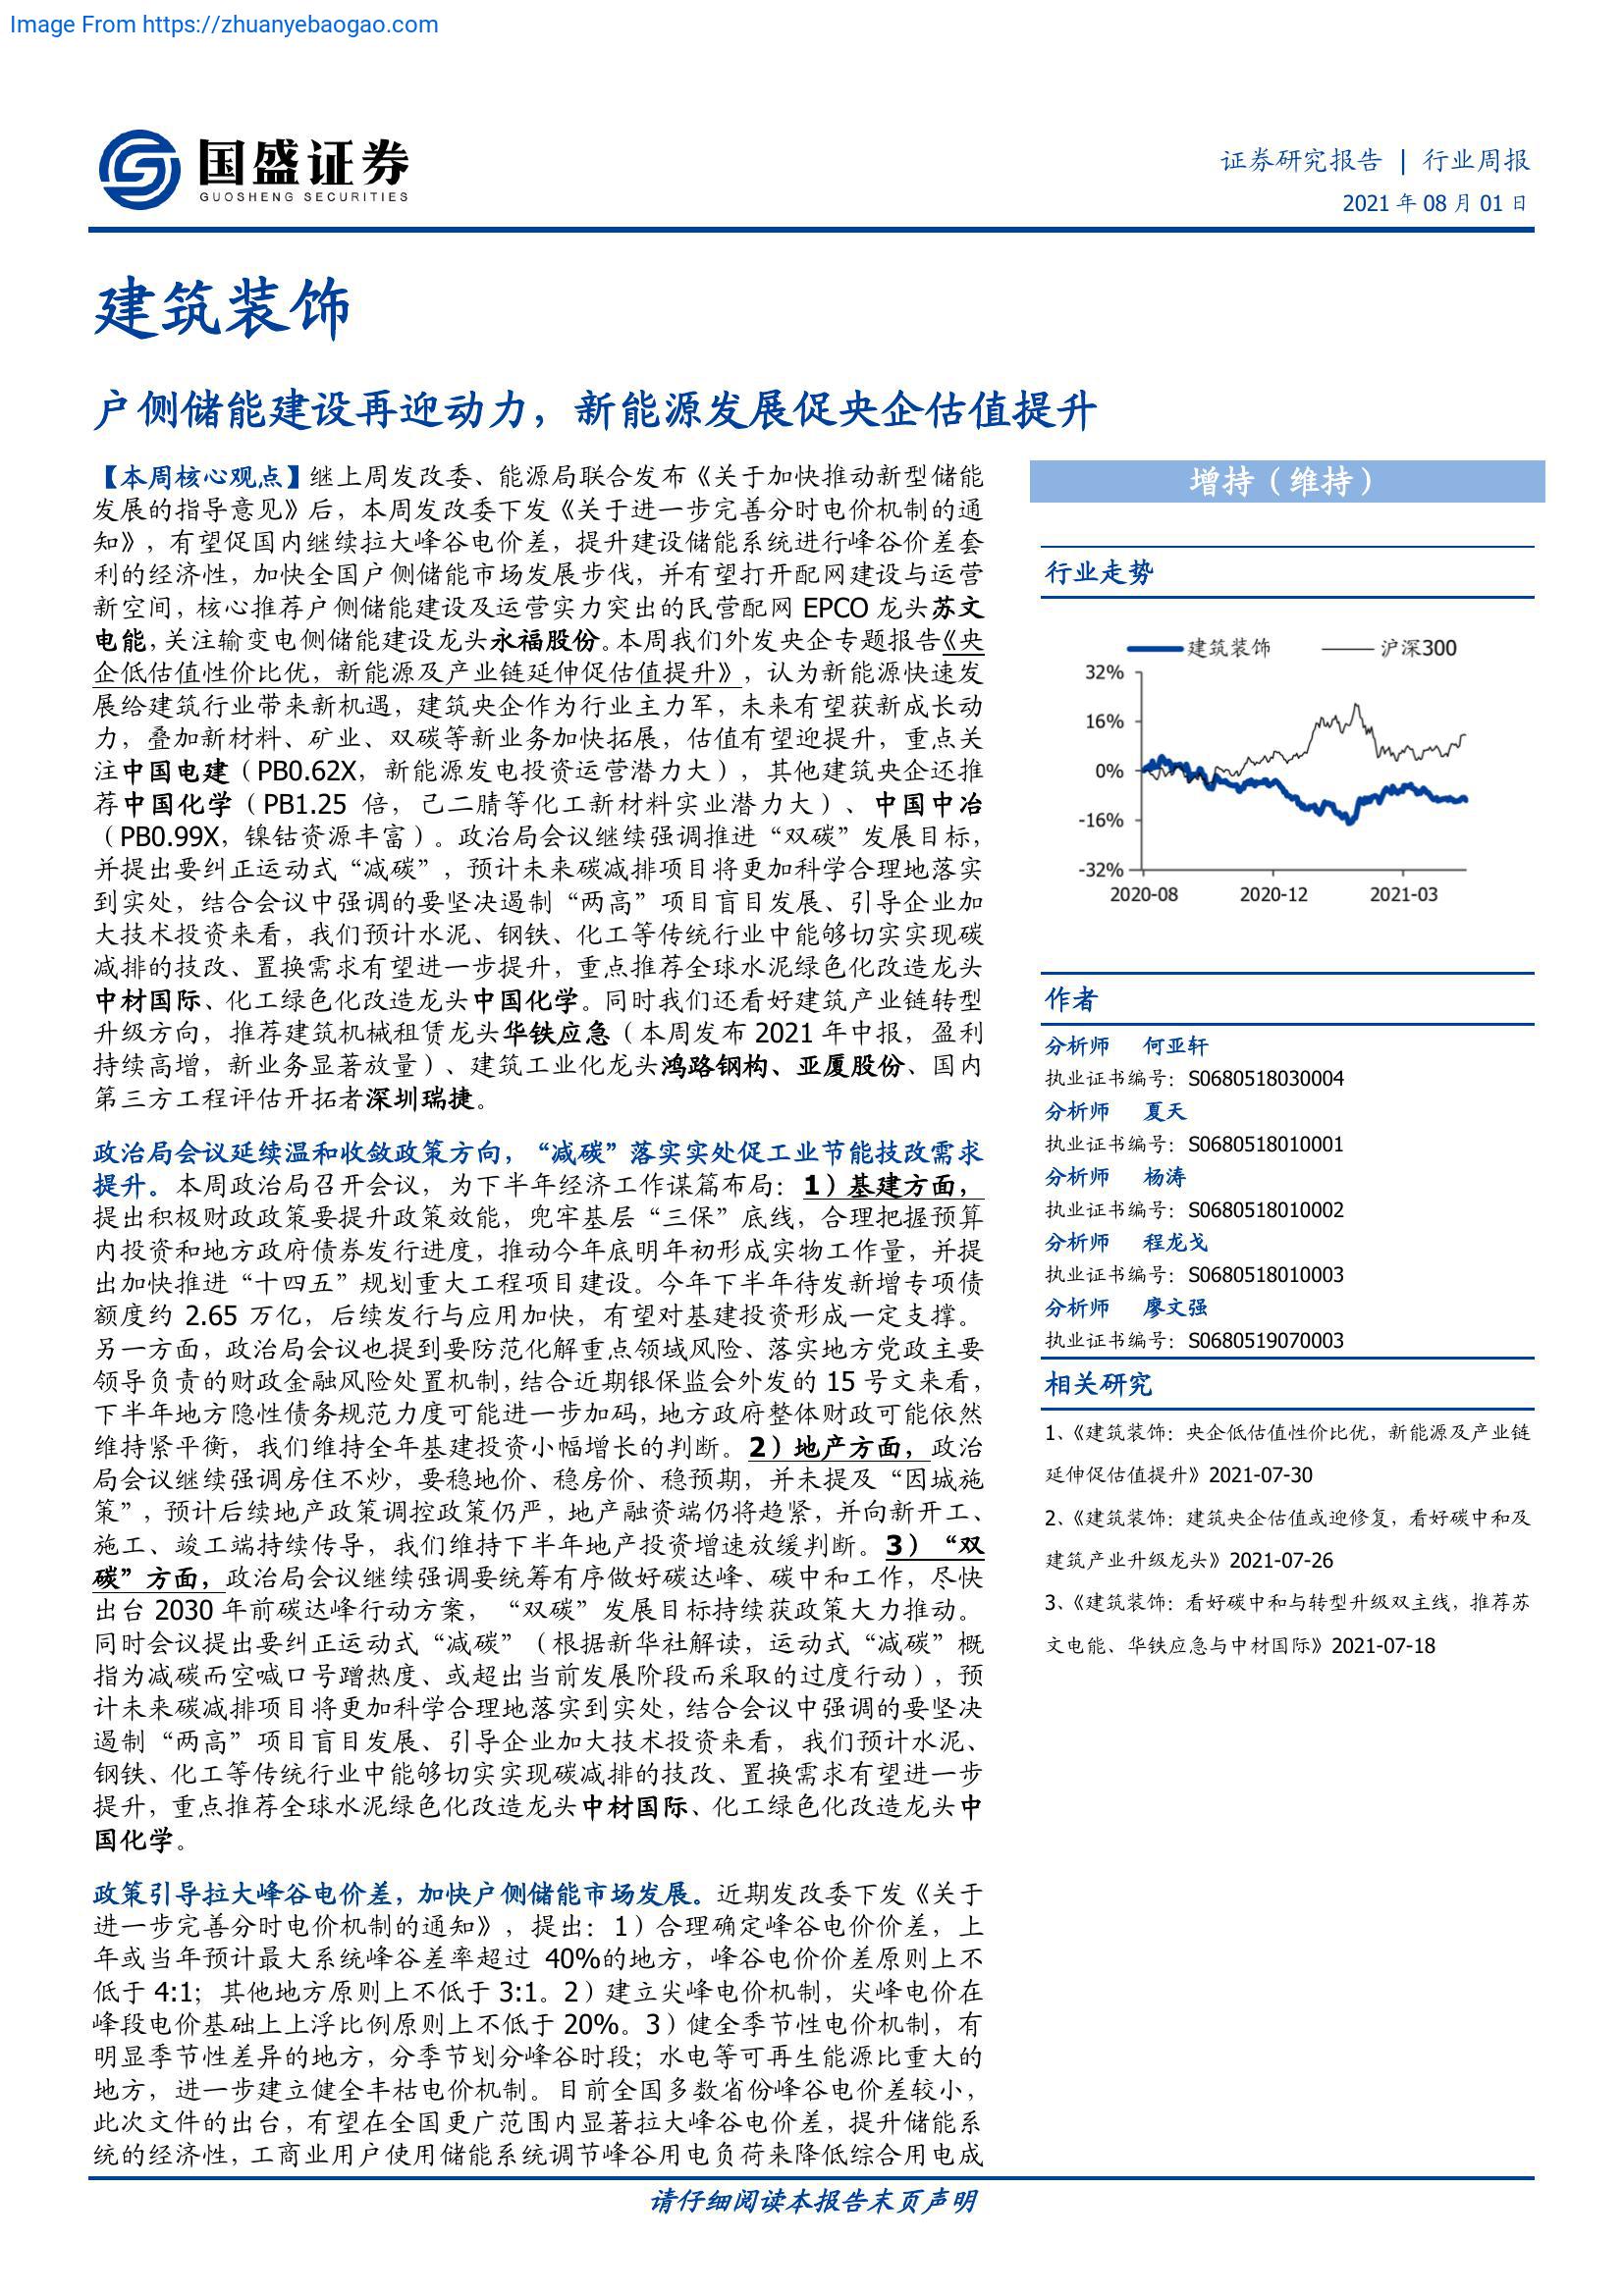 Image From https://zhuanyebaogao.com
国盛证券
GUOSHENG SECURITIES
证券研究报告 | 行业周报
2021 年 08 月 01 日
建筑装饰
户侧储能建设再迎动力，新能源发展促央企估值提升
【本周核心观点】继上周发改委、能源局联合发布《关于加快推动新型储能
发展的指导意见》后，本周发改委下发《关于进一步完善分时电价机制的通
知》，有望促国内继续拉大峰谷电价差，提升建设储能系统进行峰谷价差套
利的经济性，加快全国户侧储能市场发展步伐，并有望打开配网建设与运营
新空间，核心推荐户侧储能建设及运营实力突出的民营配网 EPCO 龙头苏文
电能，关注输变电侧储能建设龙头永福股份。本周我们外发央企专题报告《央
企低估值性价比优，新能源及产业链延伸促估值提升》，认为新能源快速发
展给建筑行业带来新机遇，建筑央企作为行业主力军，未来有望获新成长动
力，叠加新材料、矿业、双碳等新业务加快拓展，估值有望迎提升，重点关
注中国电建（PB0.62X，新能源发电投资运营潜力大），其他建筑央企还推
荐中国化学（PB1.25 倍，己二腈等化工新材料实业潜力大）、中国中冶
（PB0.99X，镍钴资源丰富）。政治局会议继续强调推进“双碳”发展目标，
并提出要纠正运动式“减碳”，预计未来碳减排项目将更加科学合理地落实
到实处，结合会议中强调的要坚决遏制“两高”项目盲目发展、引导企业加
大技术投资来看，我们预计水泥、钢铁、化工等传统行业中能够切实实现碳
减排的技改、置换需求有望进一步提升，重点推荐全球水泥绿色化改造龙头
中材国际、化工绿色化改造龙头中国化学。同时我们还看好建筑产业链转型
升级方向，推荐建筑机械租赁龙头华铁应急（本周发布 2021 年中报，盈利
持续高增，新业务显著放量）、建筑工业化龙头鸿路钢构、亚厦股份、国内
第三方工程评估开拓者深圳瑞捷。
政治局会议延续温和收敛政策方向，“减碳”落实实处促工业节能技改需求
提升。本周政治局召开会议，为下半年经济工作谋篇布局：1）基建方面，
提出积极财政政策要提升政策效能，兜牢基层“三保”底线，合理把握预算
内投资和地方政府债券发行进度，推动今年底明年初形成实物工作量，并提
出加快推进“十四五”规划重大工程项目建设。今年下半年待发新增专项债
额度约 2.65 万亿，后续发行与应用加快，有望对基建投资形成一定支撑。
另一方面，政治局会议也提到要防范化解重点领域风险、落实地方党政主要
领导负责的财政金融风险处置机制，结合近期银保监会外发的 15 号文来看，
下半年地方隐性债务规范力度可能进一步加码，地方政府整体财政可能依然
维持紧平衡，我们维持全年基建投资小幅增长的判断。2）地产方面，政治
局会议继续强调房住不炒，要稳地价、稳房价、稳预期，并未提及“因城施
策”，预计后续地产政策调控政策仍严，地产融资端仍将趋紧，并向新开工、
施工、竣工端持续传导，我们维持下半年地产投资增速放缓判断。3）“双
碳”方面，政治局会议继续强调要统筹有序做好碳达峰、碳中和工作，尽快
出台 2030 年前碳达峰行动方案，“双碳”发展目标持续获政策大力推动。
同时会议提出要纠正运动式“减碳”（根据新华社解读，运动式“减碳”概
指为减碳而空喊口号蹭热度、或超出当前发展阶段而采取的过度行动），预
计未来碳减排项目将更加科学合理地落实到实处，结合会议中强调的要坚决
遏制“两高”项目盲目发展、引导企业加大技术投资来看，我们预计水泥、
钢铁、化工等传统行业中能够切实实现碳减排的技改、置换需求有望进一步
提升，重点推荐全球水泥绿色化改造龙头中材国际、化工绿色化改造龙头中
国化学。
政策引导拉大峰谷电价差，加快户侧储能市场发展。近期发改委下发《关于
进一步完善分时电价机制的通知》，提出：1）合理确定峰谷电价价差，上
年或当年预计最大系统峰谷差率超过 40%的地方，峰谷电价价差原则上不
低于 4:1；其他地方原则上不低于 3:1。2）建立尖峰电价机制，尖峰电价在
峰段电价基础上上浮比例原则上不低于 20%。3）健全季节性电价机制，有
明显季节性差异的地方，分季节划分峰谷时段；水电等可再生能源比重大的
地方，进一步建立健全丰枯电价机制。目前全国多数省份峰谷电价差较小，
此次文件的出台，有望在全国更广范围内显著拉大峰谷电价差，提升储能系
统的经济性，工商业用户使用储能系统调节峰谷用电负荷来降低综合用电成
增持（维持）
行业走势
建筑装饰 沪深300
32%
16%
0%
-16%
-32%
2020-08 2020-12 2021-03
作者
分析师 何亚轩
执业证书编号：S0680518030004
分析师 夏天
执业证书编号：S0680518010001
分析师 杨涛
执业证书编号：S0680518010002
分析师 程龙戈
执业证书编号：S0680518010003
分析师 廖文强
执业证书编号：S0680519070003
相关研究
1、《建筑装饰：央企低估值性价比优，新能源及产业链
延伸促估值提升》2021-07-30
2、《建筑装饰：建筑央企估值或迎修复，看好碳中和及
建筑产业升级龙头》2021-07-26
3、《建筑装饰：看好碳中和与转型升级双主线，推荐苏
文电能、华铁应急与中材国际》2021-07-18
请仔细阅读本报告末页声明